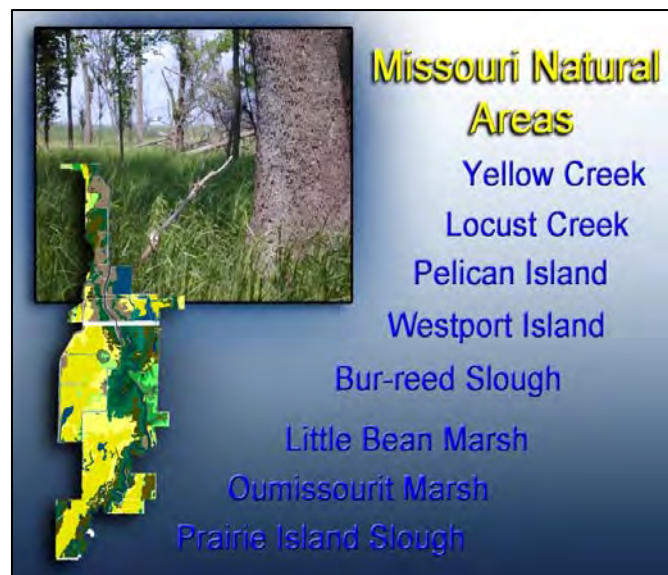 Missouri Natural
Areas
Yellow Creek
Locust Creek
Pelican Island
Westport Island
Bur-reed Slough
Little Bean Marsh
Oumissourit Marsh
Prairie Island Slough